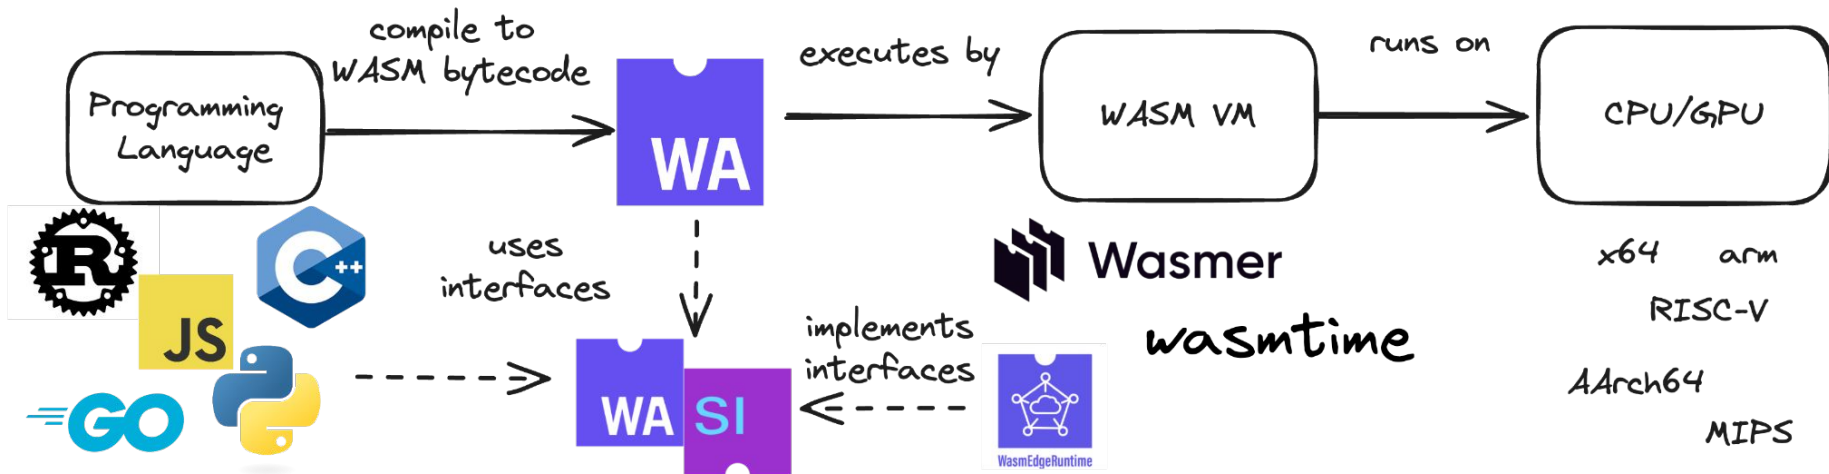 Programming
Language
compile to
WASM bytecode
WA
executes by
WASM VM
runs on
CPU/GPU
R
C++
JS
GO
uses
interfaces
WA SI
implements
interfaces
Wasmer
wasmtime
WasmEdgeRuntime
x64 arm
RISC-V
AArch64
MIPS